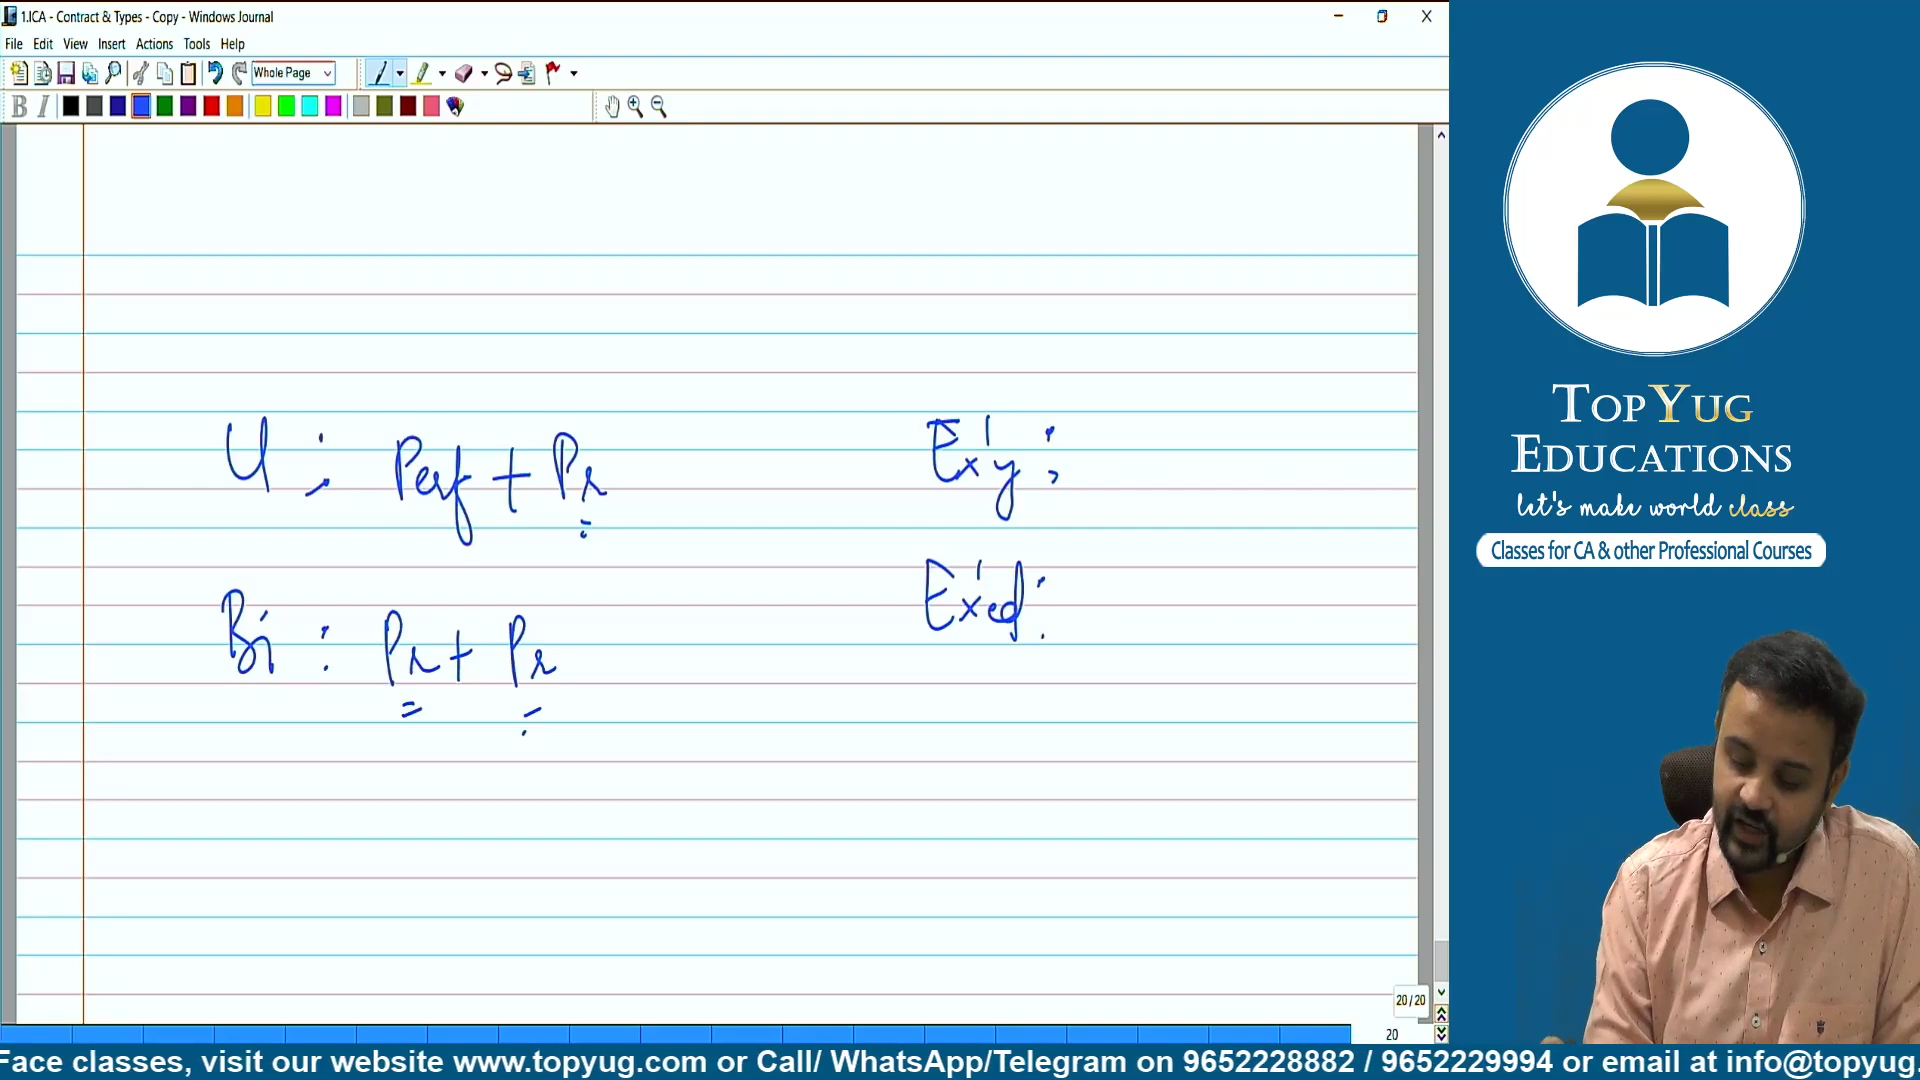 1.ICA - Contract & Types - Copy - Windows Journal
File Edit View Insert Actions Tools Help
Whole Page
B I
U : Perf + Pr
Bi : Pr + Pr
Ex'y :
Ex'ed :
20 / 20
20
TOPYUG
EDUCATIONS
let's make world class
Classes for CA & other Professional Courses
Face classes, visit our website www.topyug.com or Call/ WhatsApp/Telegram on 9652228882 / 9652229994 or email at info@topyug.